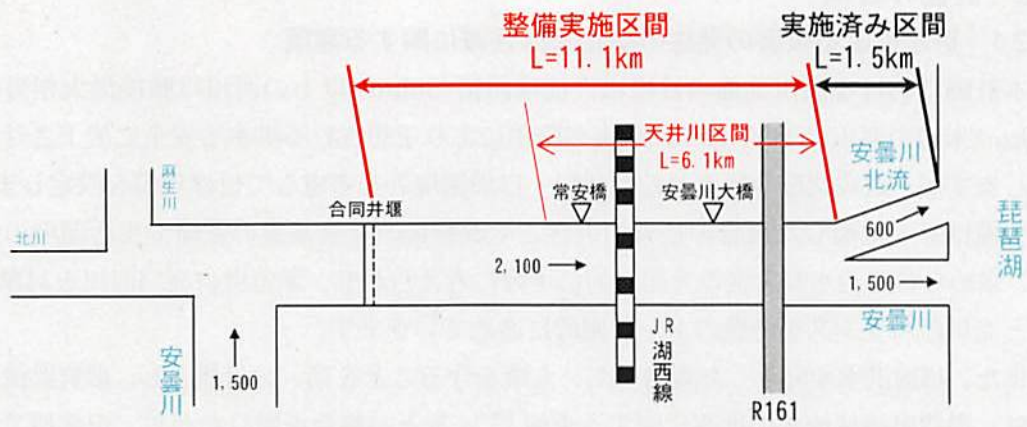 整備実施区間
L=11.1km
実施済み区間
L=1.5km
天井川区間
L=6.1km
安曇川
北流
麻生川
北川
合同井堰
常安橋
安曇川大橋
琵琶湖
600
2,100
1,500
安曇川
安曇川
1.500
JR湖西線
R161